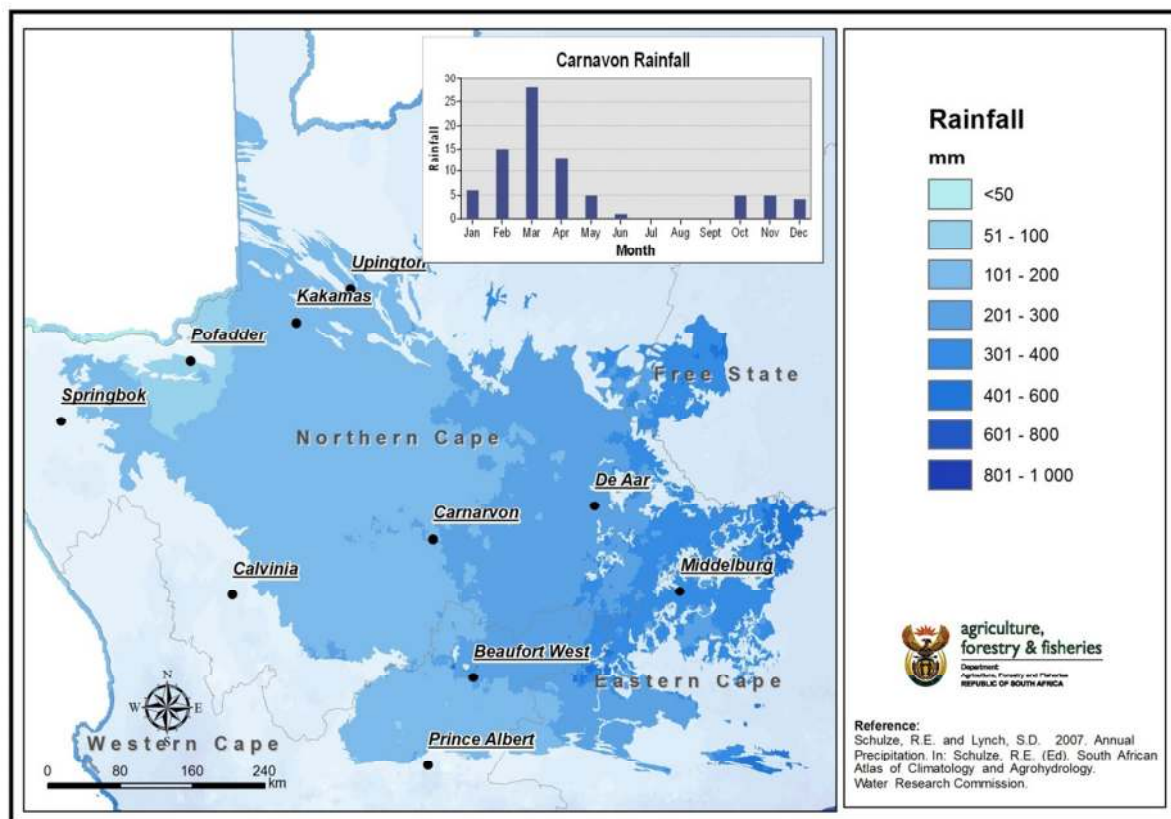 Carnavon Rainfall
Rainfall
30
25
20
15
10
5
0
Jan Feb Mar Apr May Jun Jul Aug Sept Oct Nov Dec
Month
Upington
Kakamas
Pofadder
Springbok
Free State
Northern Cape
De Aar
Carnarvon
Calvinia
Middelburg
Beaufort West
Eastern Cape
N
W E
S
Western Cape
Prince Albert
0 80 160 240
km
Rainfall
mm
<50
51 - 100
101 - 200
201 - 300
301 - 400
401 - 600
601 - 800
801 - 1 000
agriculture,
forestry & fisheries
Department:
Agriculture, Forestry and Fisheries
REPUBLIC OF SOUTH AFRICA
Reference:
Schulze, R.E. and Lynch, S.D. 2007. Annual
Precipitation. In: Schulze, R.E. (Ed). South African
Atlas of Climatology and Agrohydrology.
Water Research Commission.